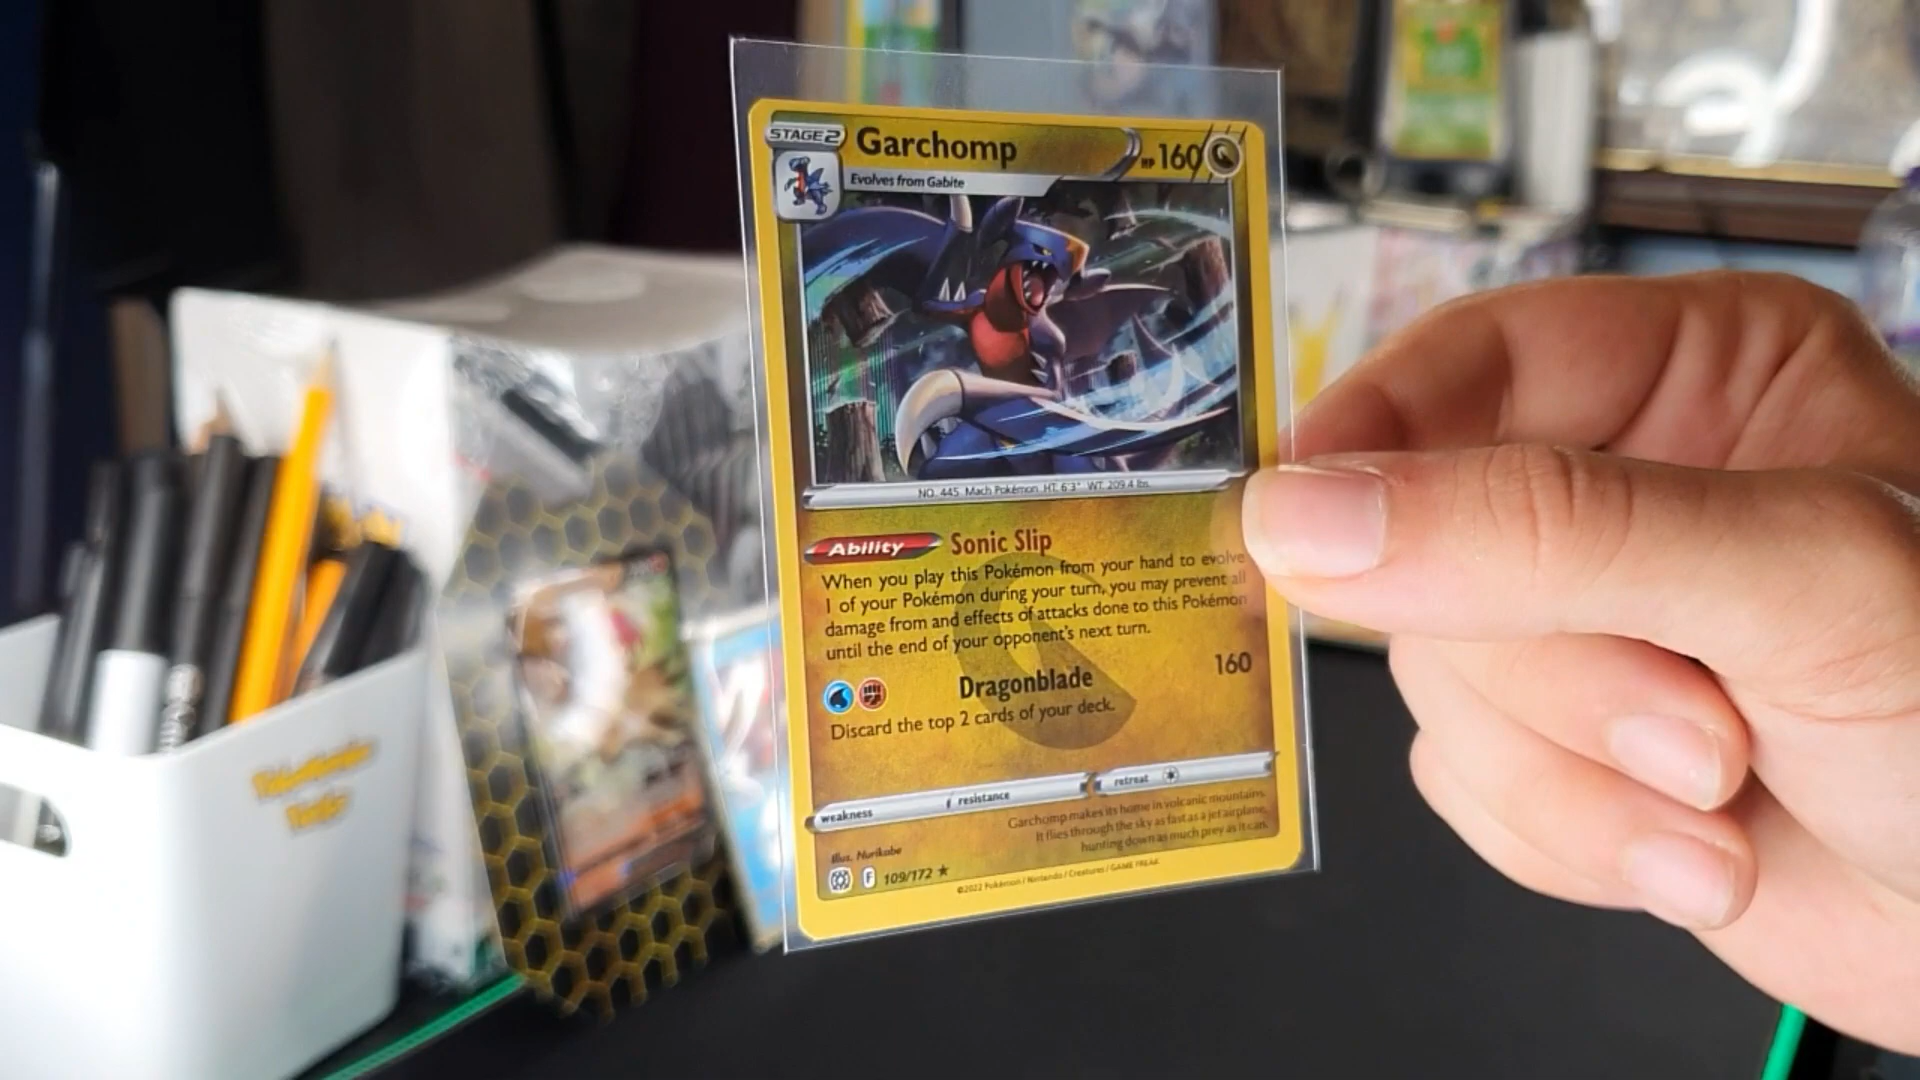 STAGE 2
Garchomp
HP 160
Evolves from Gabite
NO. 445 Mach Pokémon HT: 6'3" WT: 209.4 lbs.
Ability Sonic Slip
When you play this Pokémon from your hand to evolve
1 of your Pokémon during your turn, you may prevent all
damage from and effects of attacks done to this Pokémon
until the end of your opponent's next turn.
Dragonblade 160
Discard the top 2 cards of your deck.
weakness resistance retreat
Garchomp makes its home in volcanic mountains.
It flies through the sky as fast as a jet airplane,
hunting down as much prey as it can.
Illus. Nurikabe
F 109/172 ★
©2022 Pokémon / Nintendo / Creatures / GAME FREAK